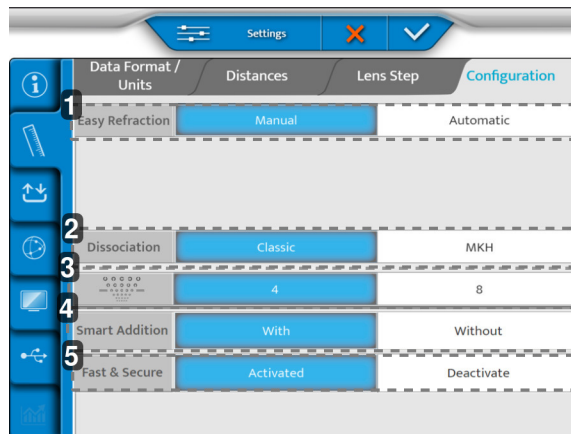 Settings
Data Format /
Units
Distances
Lens Step
Configuration
1
Easy Refraction
Manual
Automatic
2
Dissociation
Classic
MKH
3
4
8
4
Smart Addition
With
Without
5
Fast & Secure
Activated
Deactivate